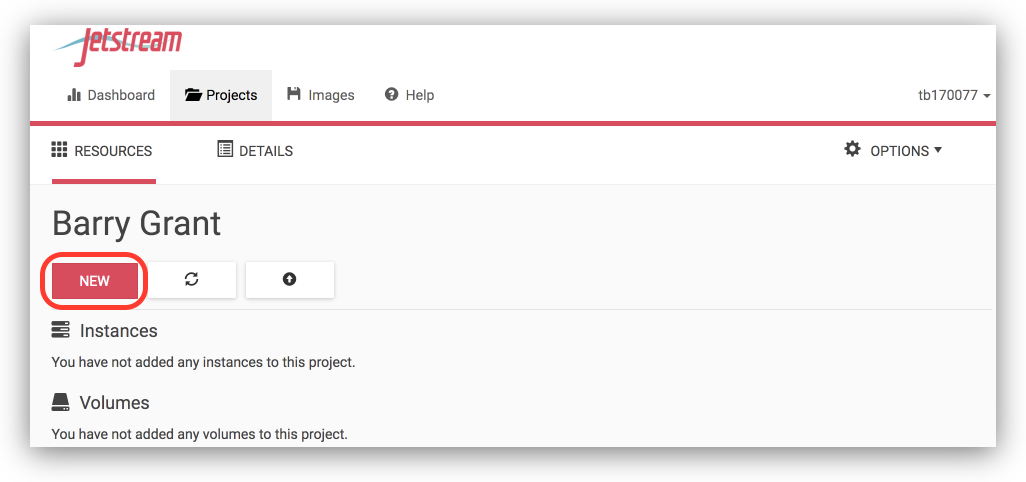 Jetstream
Dashboard Projects Images Help tb170077
RESOURCES DETAILS OPTIONS
Barry Grant
NEW
Instances
You have not added any instances to this project.
Volumes
You have not added any volumes to this project.